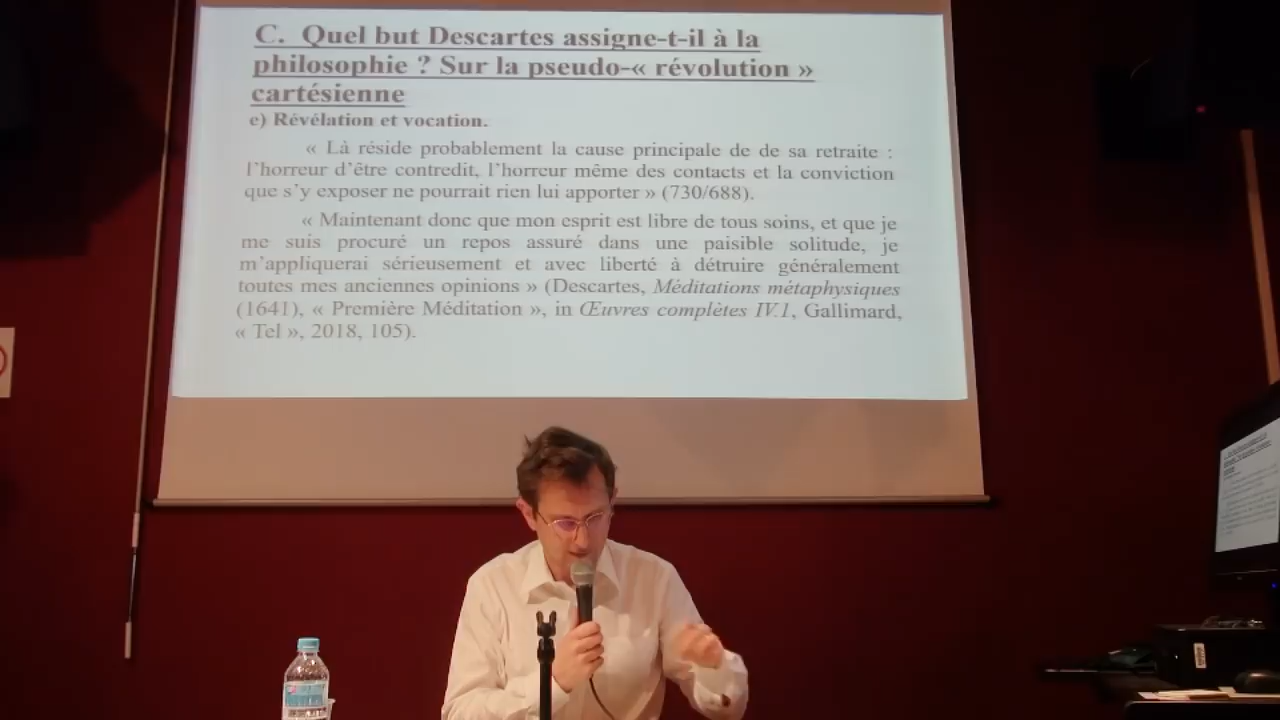 C. Quel but Descartes assigne-t-il à la
philosophie ? Sur la pseudo-« révolution »
cartésienne
e) Révélation et vocation.
« Là réside probablement la cause principale de de sa retraite :
l'horreur d'être contredit, l'horreur même des contacts et la conviction
que s'y exposer ne pourrait rien lui apporter » (730/688).
« Maintenant donc que mon esprit est libre de tous soins, et que je
me suis procuré un repos assuré dans une paisible solitude, je
m'appliquerai sérieusement et avec liberté à détruire généralement
toutes mes anciennes opinions » (Descartes, Méditations métaphysiques
(1641), « Première Méditation », in Œuvres complètes IV.1, Gallimard,
« Tel », 2018, 105).